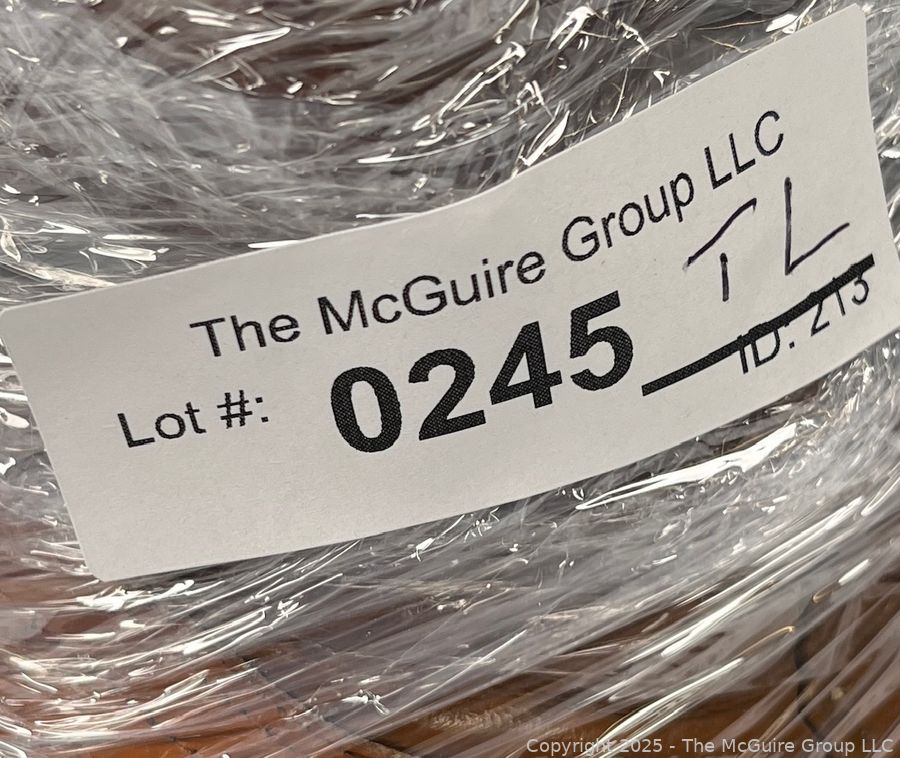 The McGuire Group LLC
TL
Lot #: 0245
ID: 213
Copyright 2025 - The McGuire Group LLC